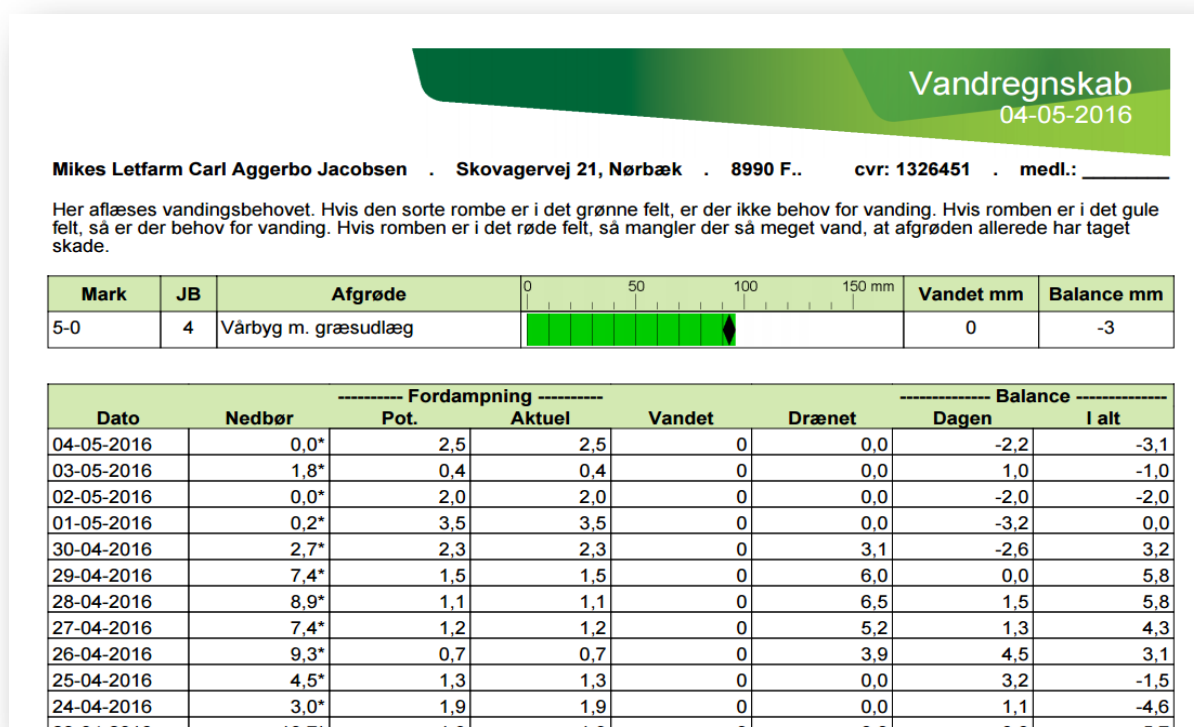 Vandregnskab
04-05-2016
Mikes Letfarm Carl Aggerbo Jacobsen . Skovagervej 21, Nørbæk . 8990 F.. cvr: 1326451 . medl.: ________
Her aflæses vandingsbehovet. Hvis den sorte rombe er i det grønne felt, er der ikke behov for vanding. Hvis romben er i det gule
felt, så er der behov for vanding. Hvis romben er i det røde felt, så mangler der så meget vand, at afgrøden allerede har taget
skade.
Mark JB Afgrøde 0 50 100 150 mm Vandet mm Balance mm
5-0 4 Vårbyg m. græsudlæg 0 -3
---------- Fordampning ---------- -------------- Balance --------------
Dato Nedbør Pot. Aktuel Vandet Drænet Dagen I alt
04-05-2016 0,0* 2,5 2,5 0 0,0 -2,2 -3,1
03-05-2016 1,8* 0,4 0,4 0 0,0 1,0 -1,0
02-05-2016 0,0* 2,0 2,0 0 0,0 -2,0 -2,0
01-05-2016 0,2* 3,5 3,5 0 0,0 -3,2 0,0
30-04-2016 2,7* 2,3 2,3 0 3,1 -2,6 3,2
29-04-2016 7,4* 1,5 1,5 0 6,0 0,0 5,8
28-04-2016 8,9* 1,1 1,1 0 6,5 1,5 5,8
27-04-2016 7,4* 1,2 1,2 0 5,2 1,3 4,3
26-04-2016 9,3* 0,7 0,7 0 3,9 4,5 3,1
25-04-2016 4,5* 1,3 1,3 0 0,0 3,2 -1,5
24-04-2016 3,0* 1,9 1,9 0 0,0 1,1 -4,6